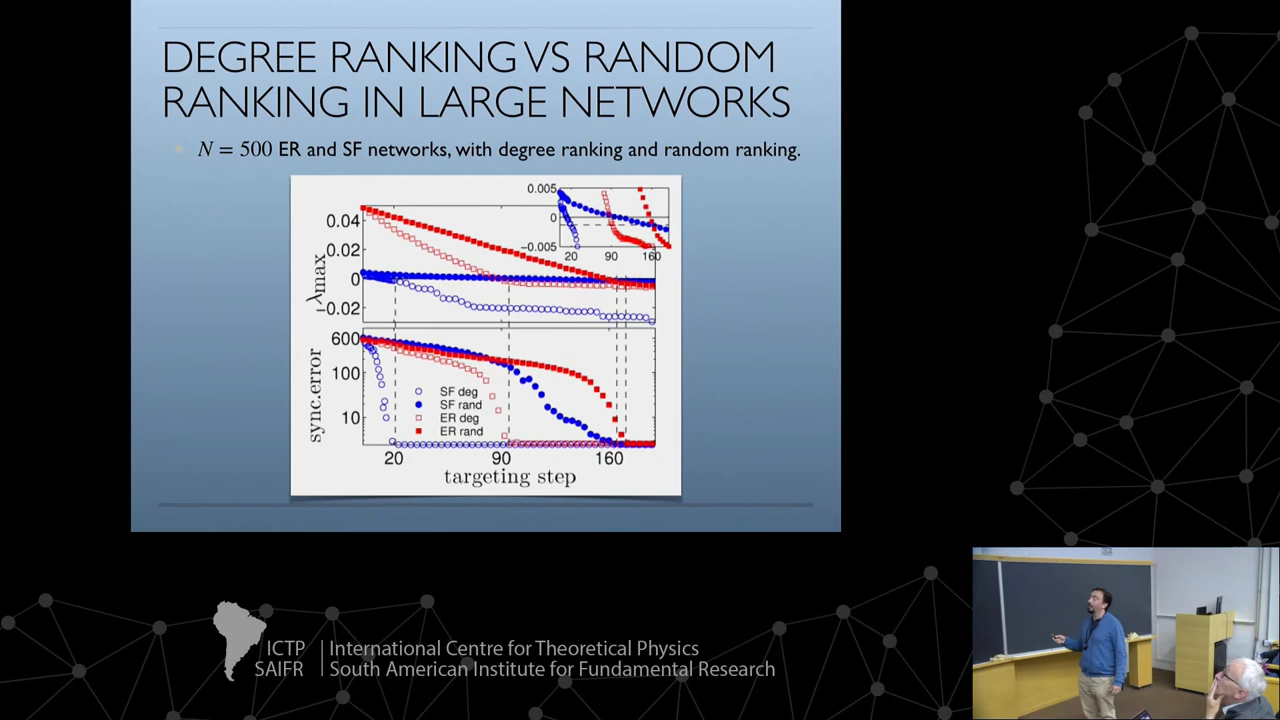 DEGREE RANKING VS RANDOM
RANKING IN LARGE NETWORKS
N = 500 ER and SF networks, with degree ranking and random ranking.
0.005
0
−0.005
20 90 160
0.04
0.02
0
−0.02
λmax
600
100
10
sync.error
SF deg
SF rand
ER deg
ER rand
20 90 160
targeting step
ICTP
SAIFR
International Centre for Theoretical Physics
South American Institute for Fundamental Research